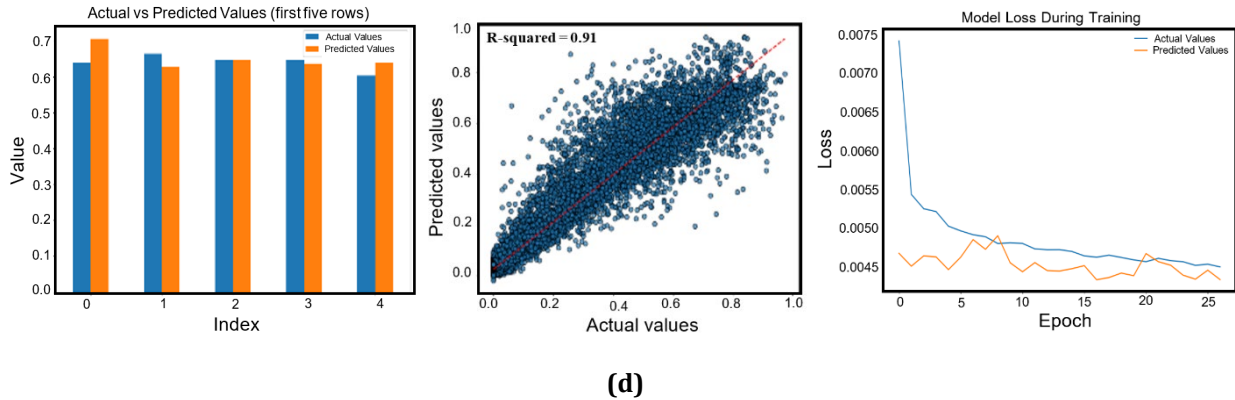 Actual vs Predicted Values (first five rows)
Actual Values
Predicted Values
0.7
0.6
0.5
0.4
0.3
0.2
0.1
0.0
Value
0 1 2 3 4
Index
R-squared = 0.91
1.0
0.8
0.6
0.4
0.2
0.0
Predicted values
0.0 0.2 0.4 0.6 0.8 1.0
Actual values
Model Loss During Training
Actual Values
Predicted Values
0.0075
0.0070
0.0065
0.0060
0.0055
0.0050
0.0045
Loss
0 5 10 15 20 25
Epoch
(d)